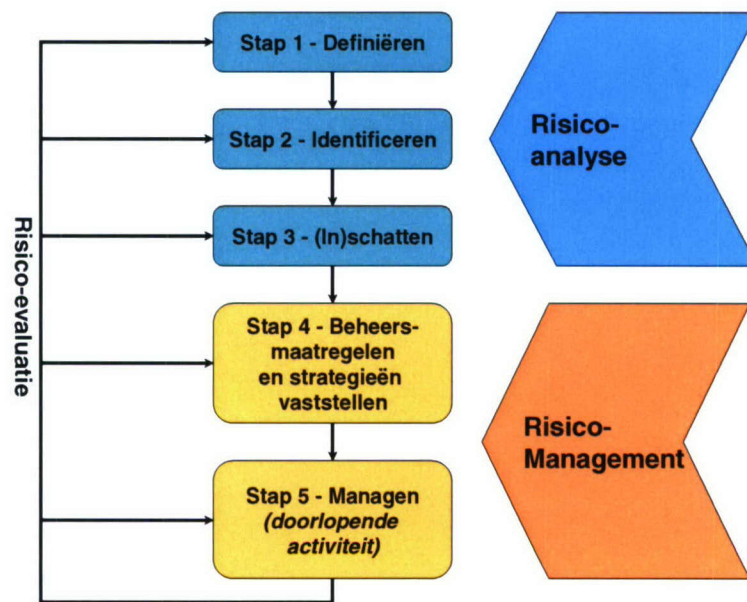 Stap 1 - Definiëren
Stap 2 - Identificeren
Stap 3 - (In)schatten
Stap 4 - Beheers-
maatregelen
en strategieën
vaststellen
Stap 5 - Managen
(doorlopende
activiteit)
Risico-evaluatie
Risico-
analyse
Risico-
Management